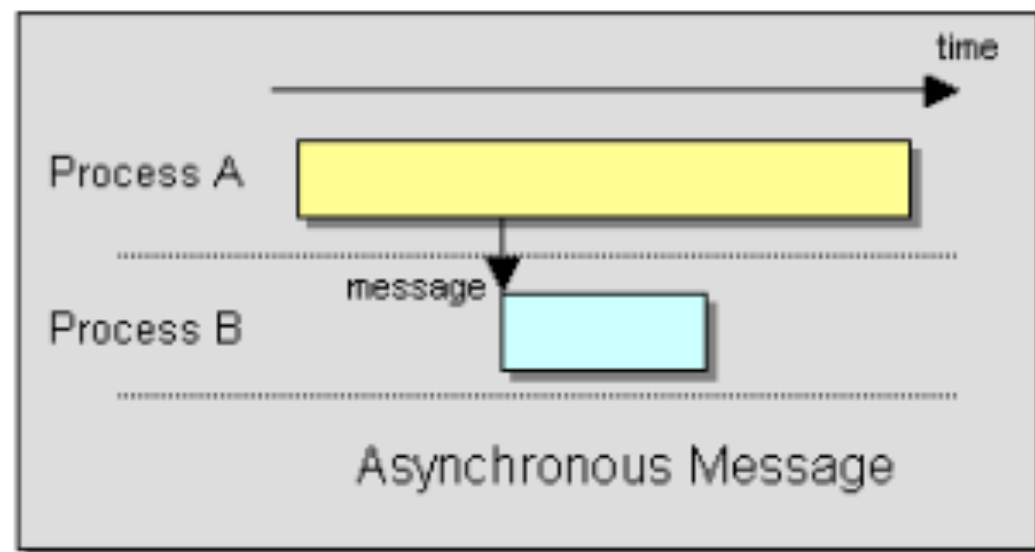 time
Process A
message
Process B
Asynchronous Message